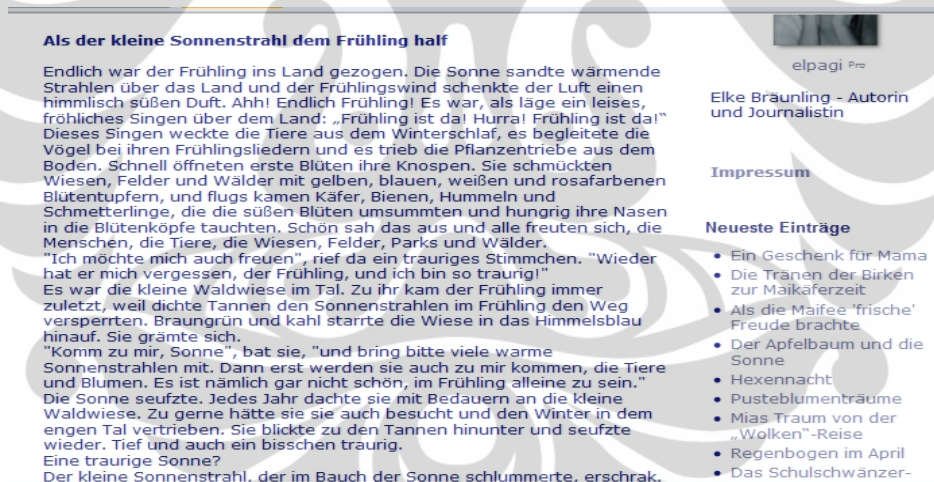 Als der kleine Sonnenstrahl dem Frühling half
Endlich war der Frühling ins Land gezogen. Die Sonne sandte wärmende
Strahlen über das Land und der Frühlingswind schenkte der Luft einen
himmlisch süßen Duft. Ahh! Endlich Frühling! Es war, als läge ein leises,
fröhliches Singen über dem Land: „Frühling ist da! Hurra! Frühling ist da!“
Dieses Singen weckte die Tiere aus dem Winterschlaf, es begleitete die
Vögel bei ihren Frühlingsliedern und es trieb die Pflanzentriebe aus dem
Boden. Schnell öffneten erste Blüten ihre Knospen. Sie schmückten
Wiesen, Felder und Wälder mit gelben, blauen, weißen und rosafarbenen
Blütentupfern, und flugs kamen Käfer, Bienen, Hummeln und
Schmetterlinge, die die süßen Blüten umsummten und hungrig ihre Nasen
in die Blütenköpfe tauchten. Schön sah das aus und alle freuten sich, die
Menschen, die Tiere, die Wiesen, Felder, Parks und Wälder.
"Ich möchte mich auch freuen", rief da ein trauriges Stimmchen. "Wieder
hat er mich vergessen, der Frühling, und ich bin so traurig!"
Es war die kleine Waldwiese im Tal. Zu ihr kam der Frühling immer
zuletzt, weil dichte Tannen den Sonnenstrahlen im Frühling den Weg
versperrten. Braungrün und kahl starrte die Wiese in das Himmelsblau
hinauf. Sie grämte sich.
"Komm zu mir, Sonne", bat sie, "und bring bitte viele warme
Sonnenstrahlen mit. Dann erst werden sie auch zu mir kommen, die Tiere
und Blumen. Es ist nämlich gar nicht schön, im Frühling alleine zu sein."
Die Sonne seufzte. Jedes Jahr dachte sie mit Bedauern an die kleine
Waldwiese. Zu gerne hätte sie sie auch besucht und den Winter in dem
engen Tal vertrieben. Sie blickte zu den Tannen hinunter und seufzte
wieder. Tief und auch ein bisschen traurig.
Eine traurige Sonne?
Der kleine Sonnenstrahl, der im Bauch der Sonne schlummerte, erschrak.
elpagi Pro
Elke Bräunling - Autorin
und Journalistin
Impressum
Neueste Einträge
Ein Geschenk für Mama
Die Tränen der Birken
zur Maikäferzeit
Als die Maifee 'frische'
Freude brachte
Der Apfelbaum und die
Sonne
Hexennacht
Pusteblumenträume
Mias Traum von der
„Wolken“-Reise
Regenbogen im April
Das Schulschwänzer-